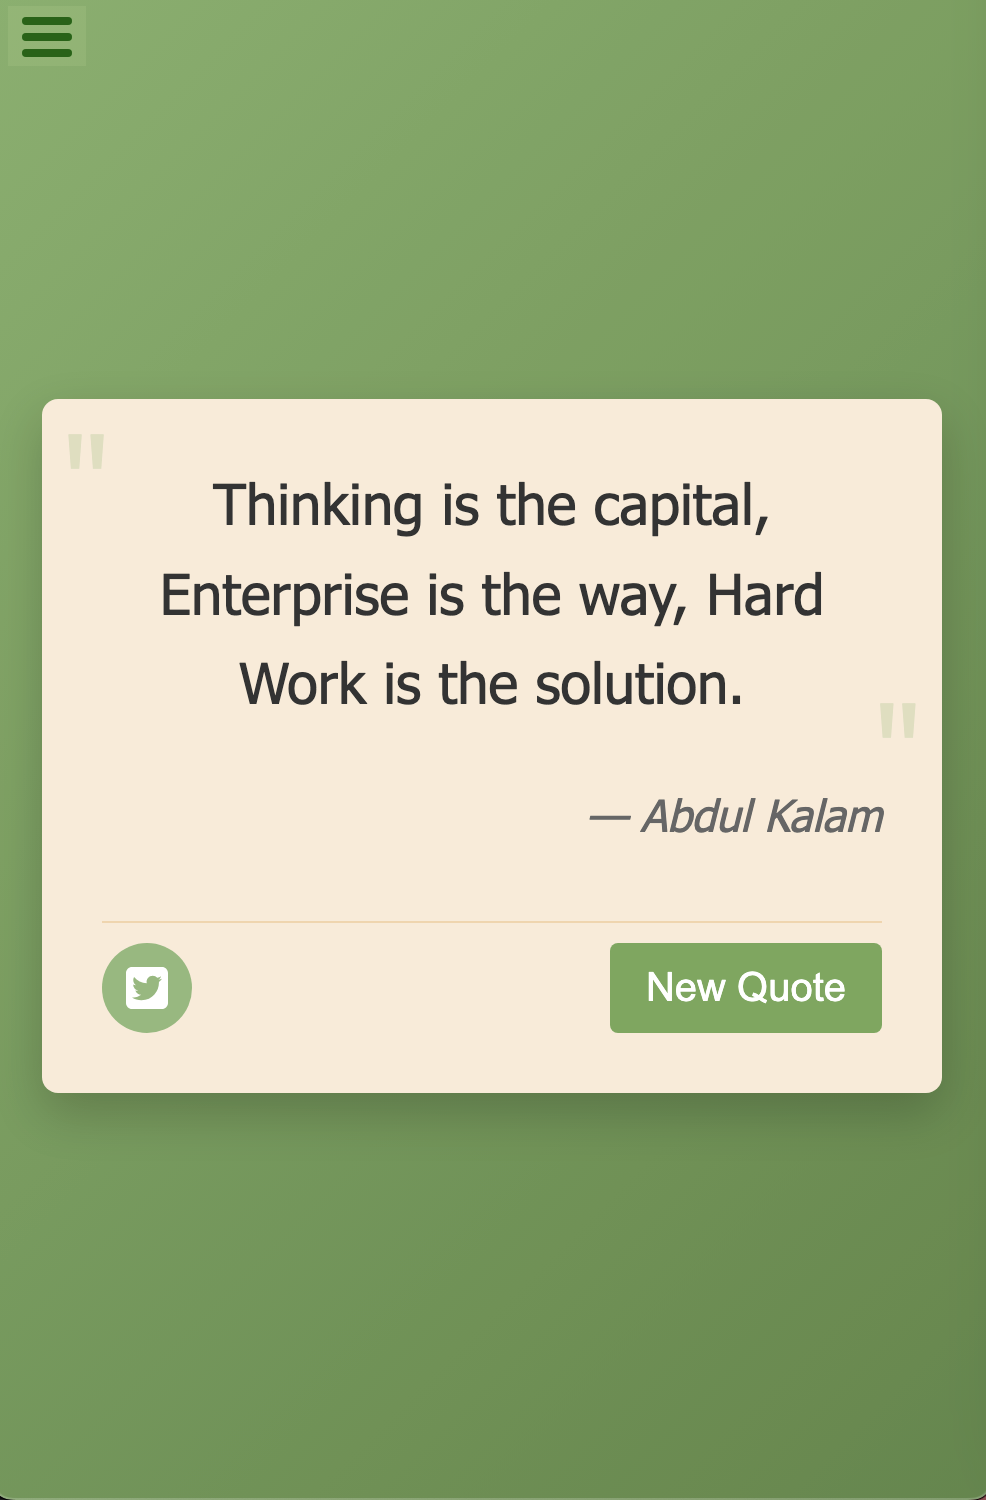 "
Thinking is the capital,
Enterprise is the way, Hard
Work is the solution.
"
— Abdul Kalam
New Quote